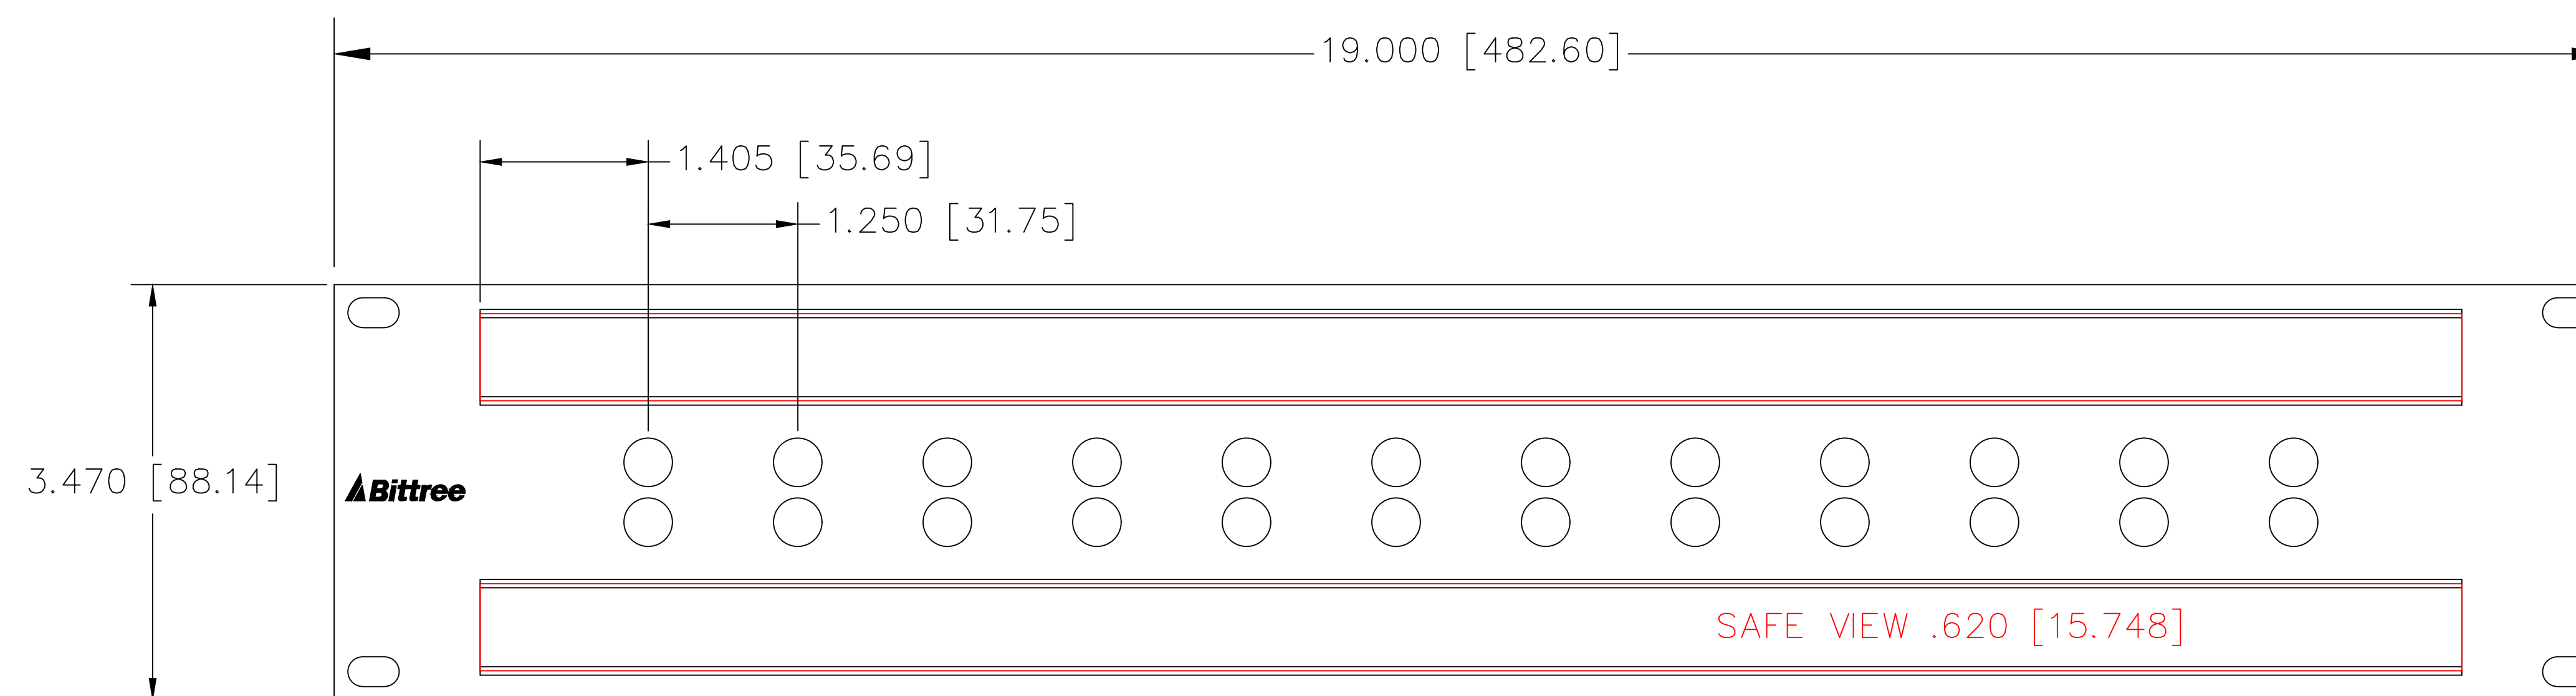 19.000 [482.60]
1.405 [35.69]
1.250 [31.75]
3.470 [88.14]
Bittree
SAFE VIEW .620 [15.748]